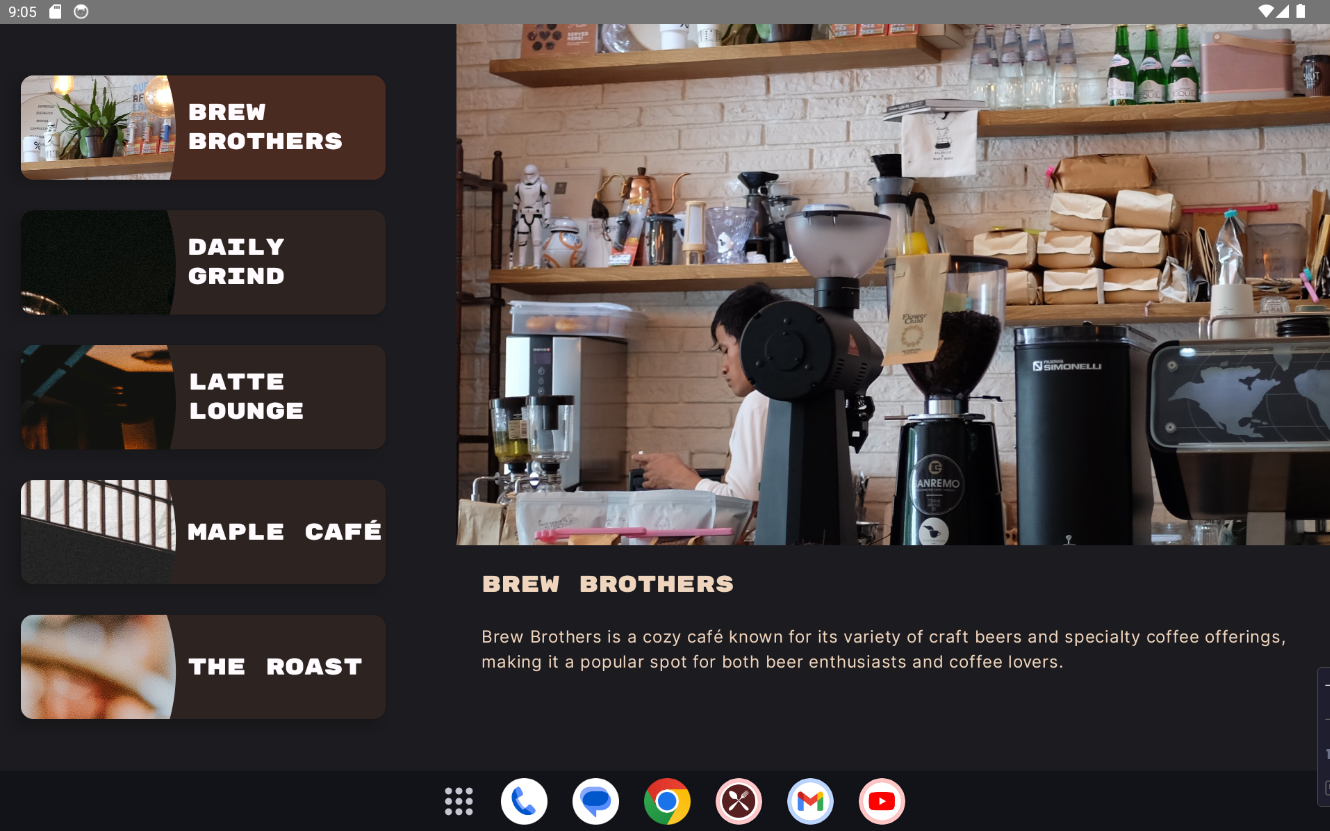 9:05
BREW
BROTHERS
DAILY
GRIND
LATTE
LOUNGE
MAPLE CAFÉ
THE ROAST
Flower
Child
SIMONELLI
SANREMO
BREW BROTHERS
Brew Brothers is a cozy café known for its variety of craft beers and specialty coffee offerings,
making it a popular spot for both beer enthusiasts and coffee lovers.